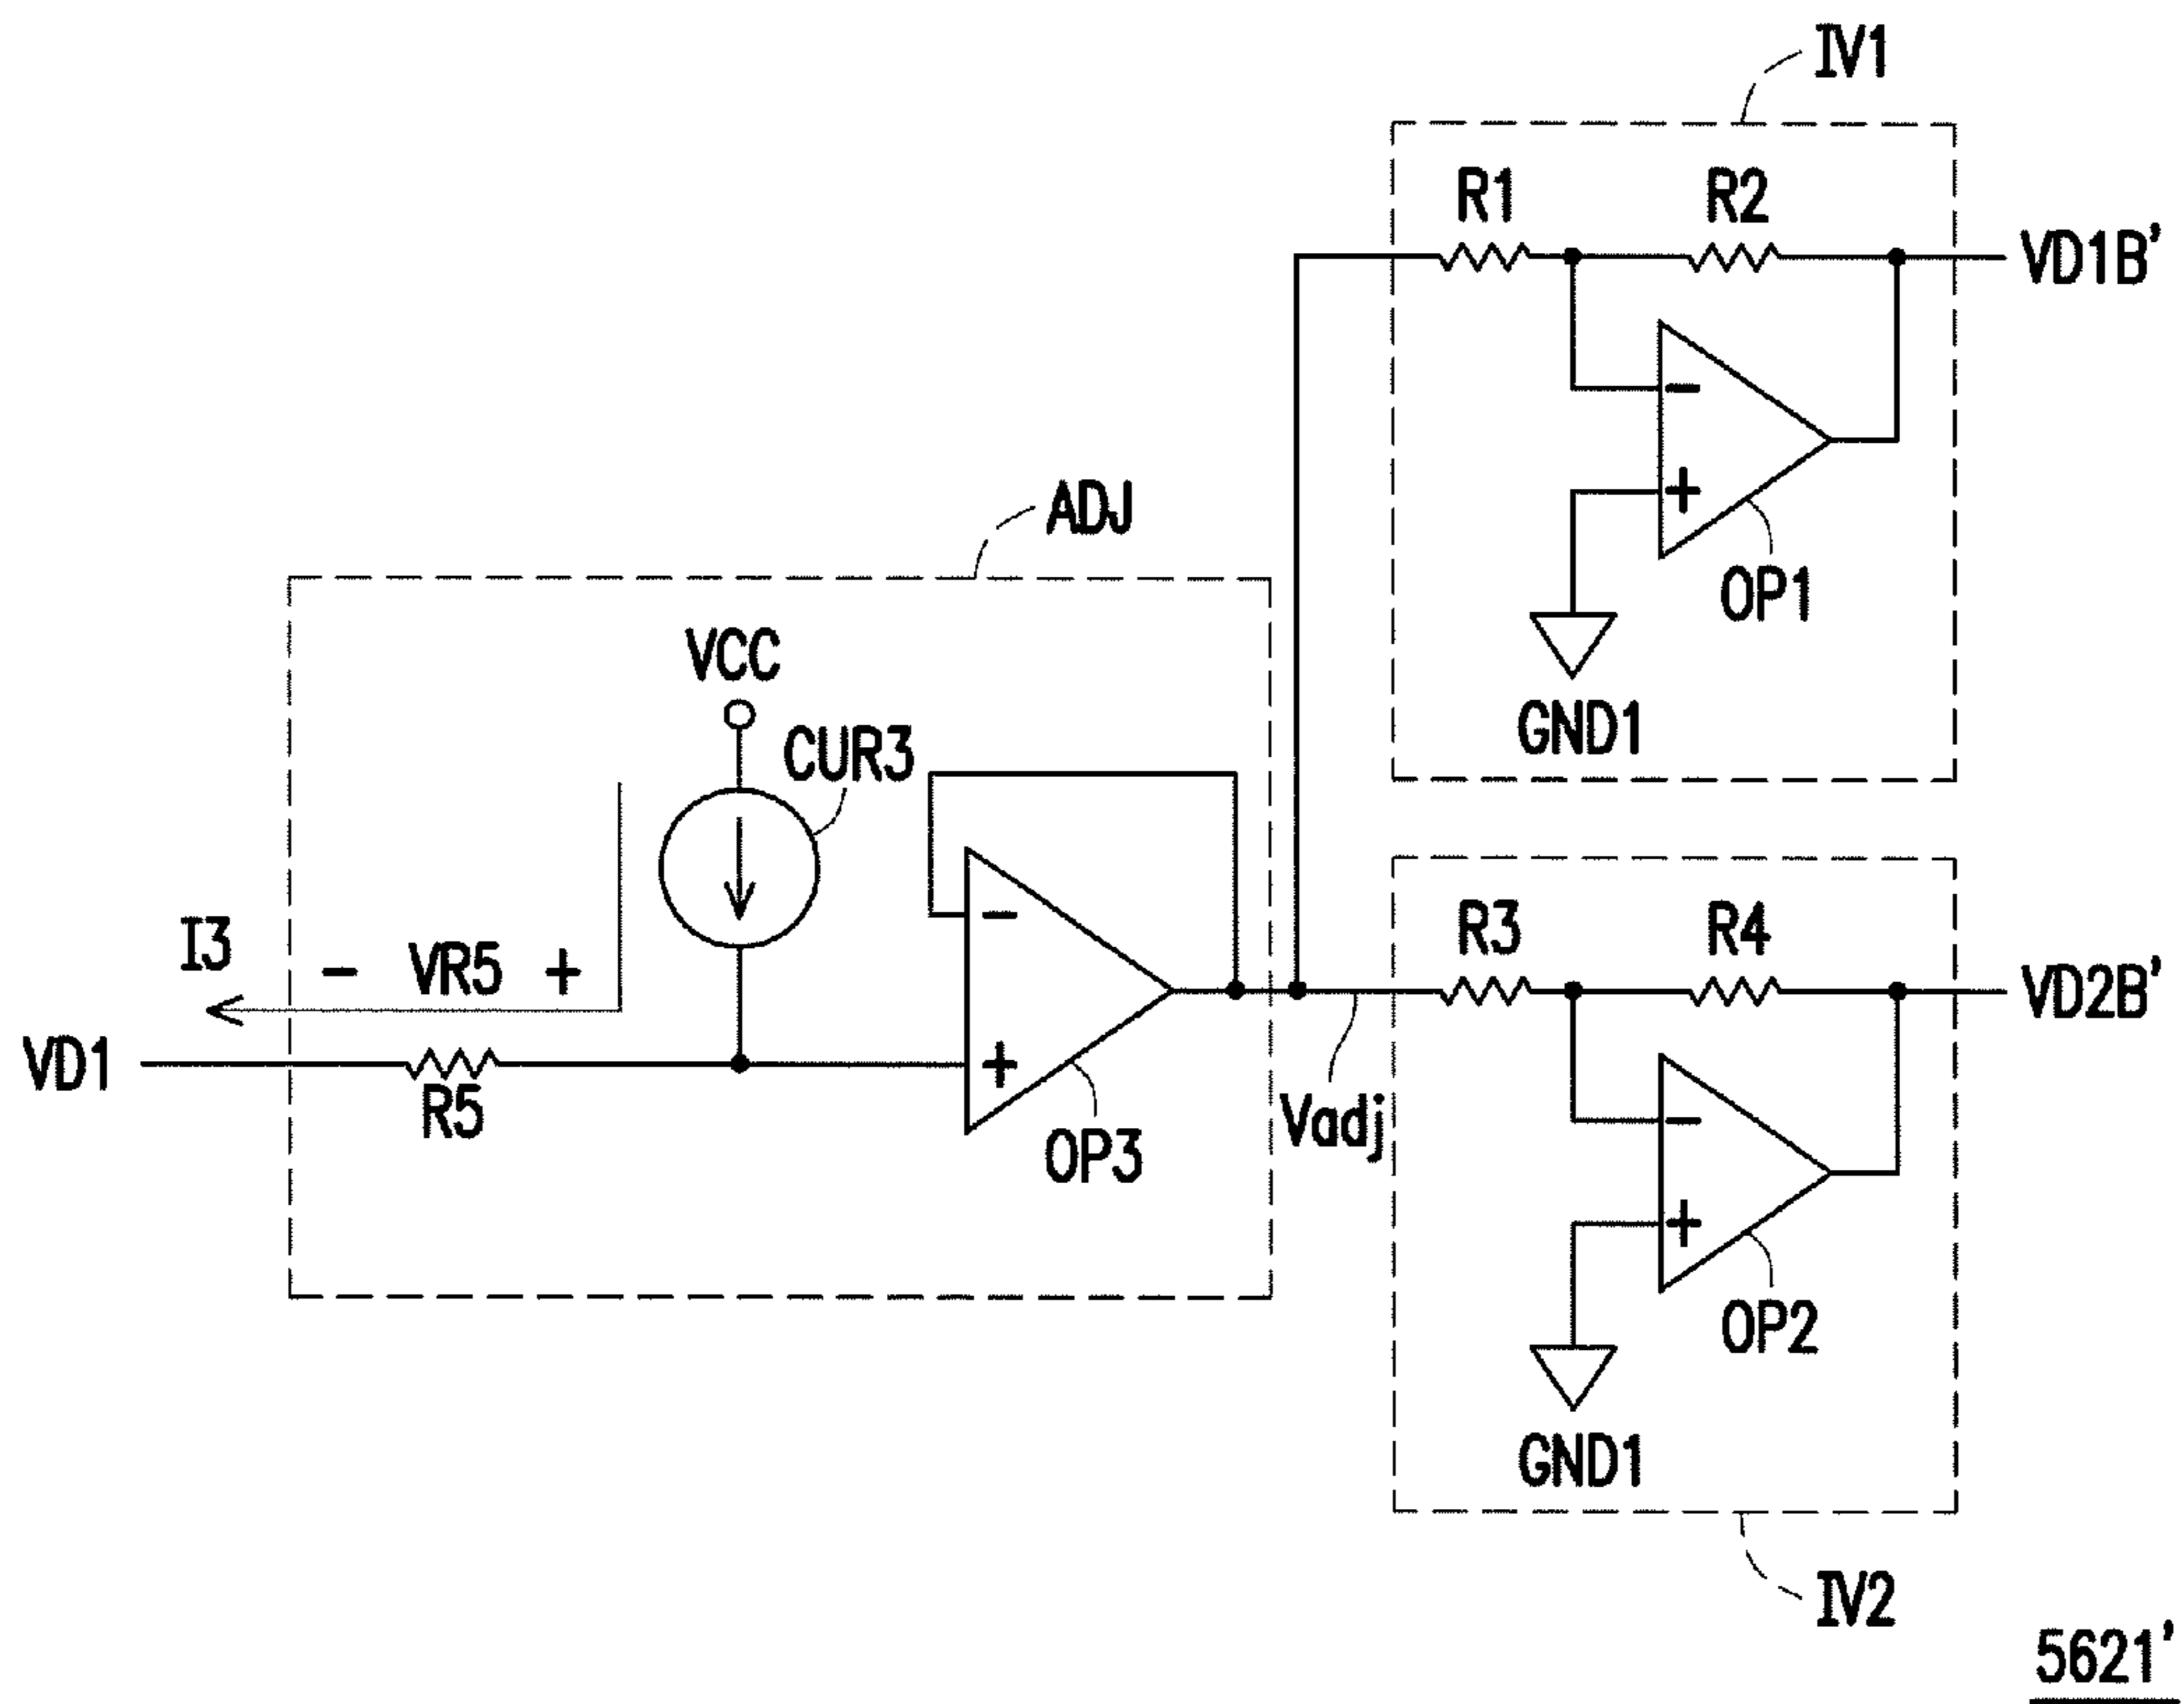 IV1
R1
R2
VD1B'
-
+
OP1
GND1
ADJ
VCC
CUR3
I3
- VR5 +
VD1
R5
-
+
OP3
Vadj
R3
R4
VD2B'
-
+
OP2
GND1
IV2
5621'